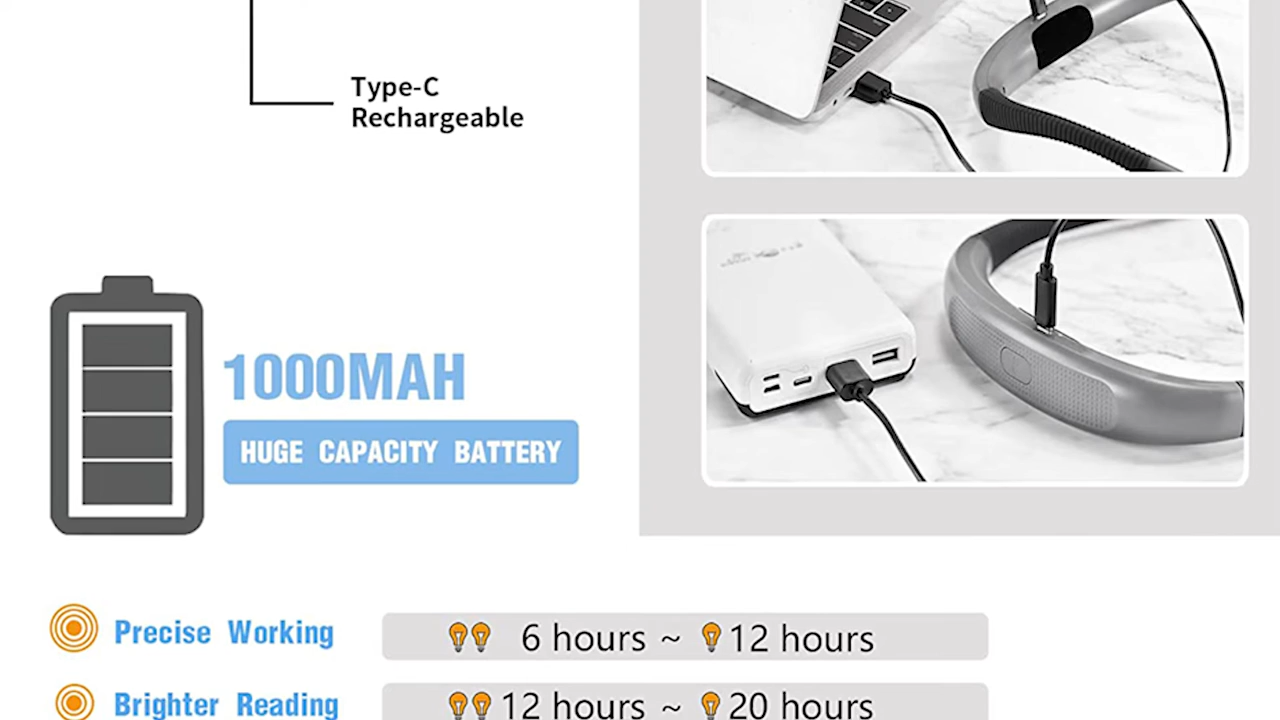 Type-C
Rechargeable
1000MAH
HUGE CAPACITY BATTERY
Precise Working
6 hours ~ 12 hours
Brighter Reading
12 hours ~ 20 hours